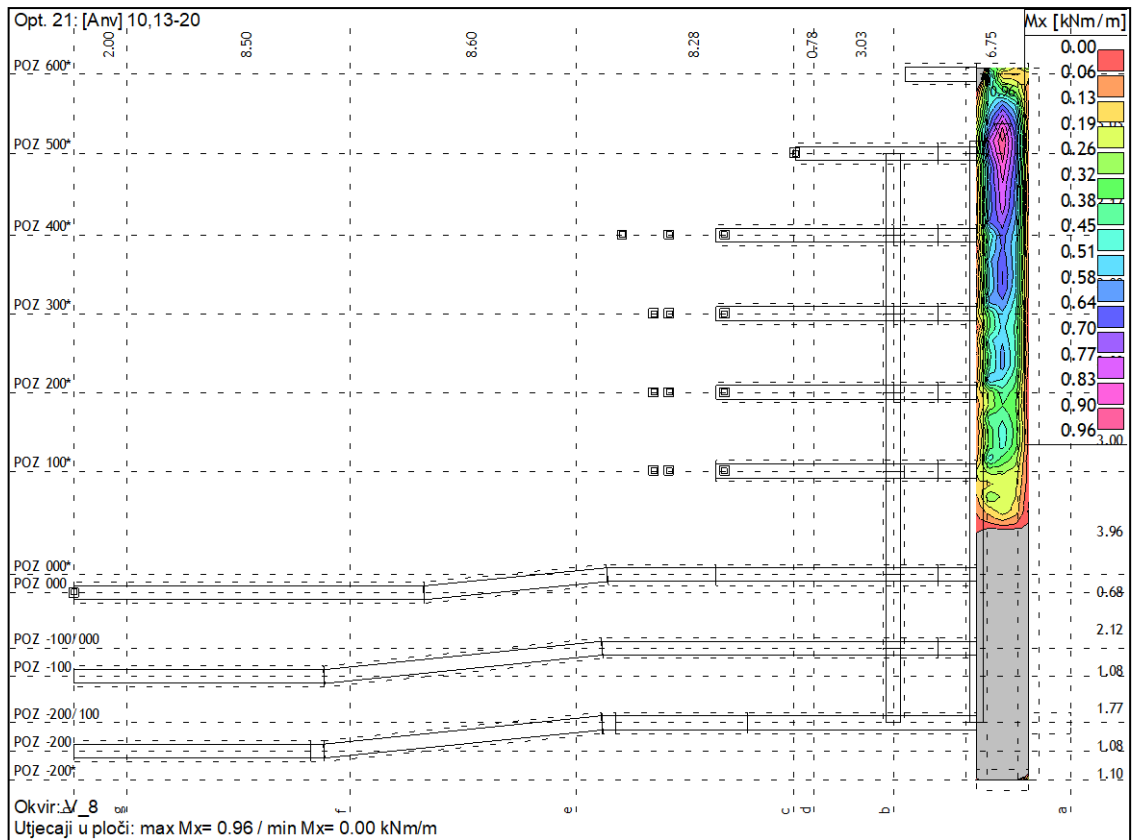 Opt. 21: [Anv] 10,13-20
2.00
8.50
8.60
8.28
0.78
3.03
6.75
Mx [kNm/m]
0.00
0.06
0.13
0.19
0.26
0.32
0.38
0.45
0.51
0.58
0.64
0.70
0.77
0.83
0.90
0.96
0.96
POZ 600*
POZ 500*
POZ 400*
POZ 300*
POZ 200*
POZ 100*
POZ 000*
POZ 000
POZ -100/000
POZ -100
POZ -200/100
POZ -200
POZ -200*
3.00
3.96
0.68
2.12
1.08
1.77
1.08
1.10
g
f
e
c
d
b
a
Okvir: V_8
Utjecaji u ploči: max Mx= 0.96 / min Mx= 0.00 kNm/m